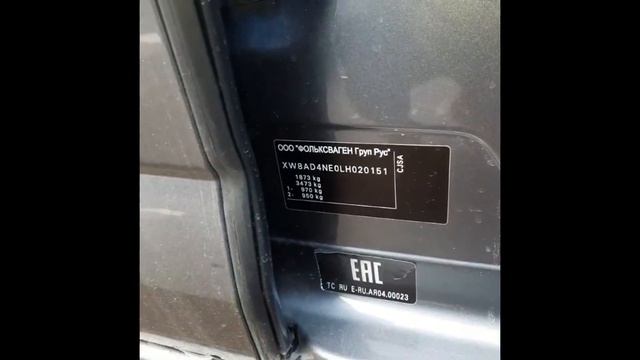 ООО "ФОЛЬКСВАГЕН Груп Рус"
XW8AD4NE0LH020151
1873 kg
3473 kg
1- 970 kg
2- 950 kg
CJSA
EAC
TC RU E-RU.АЯ04.00023